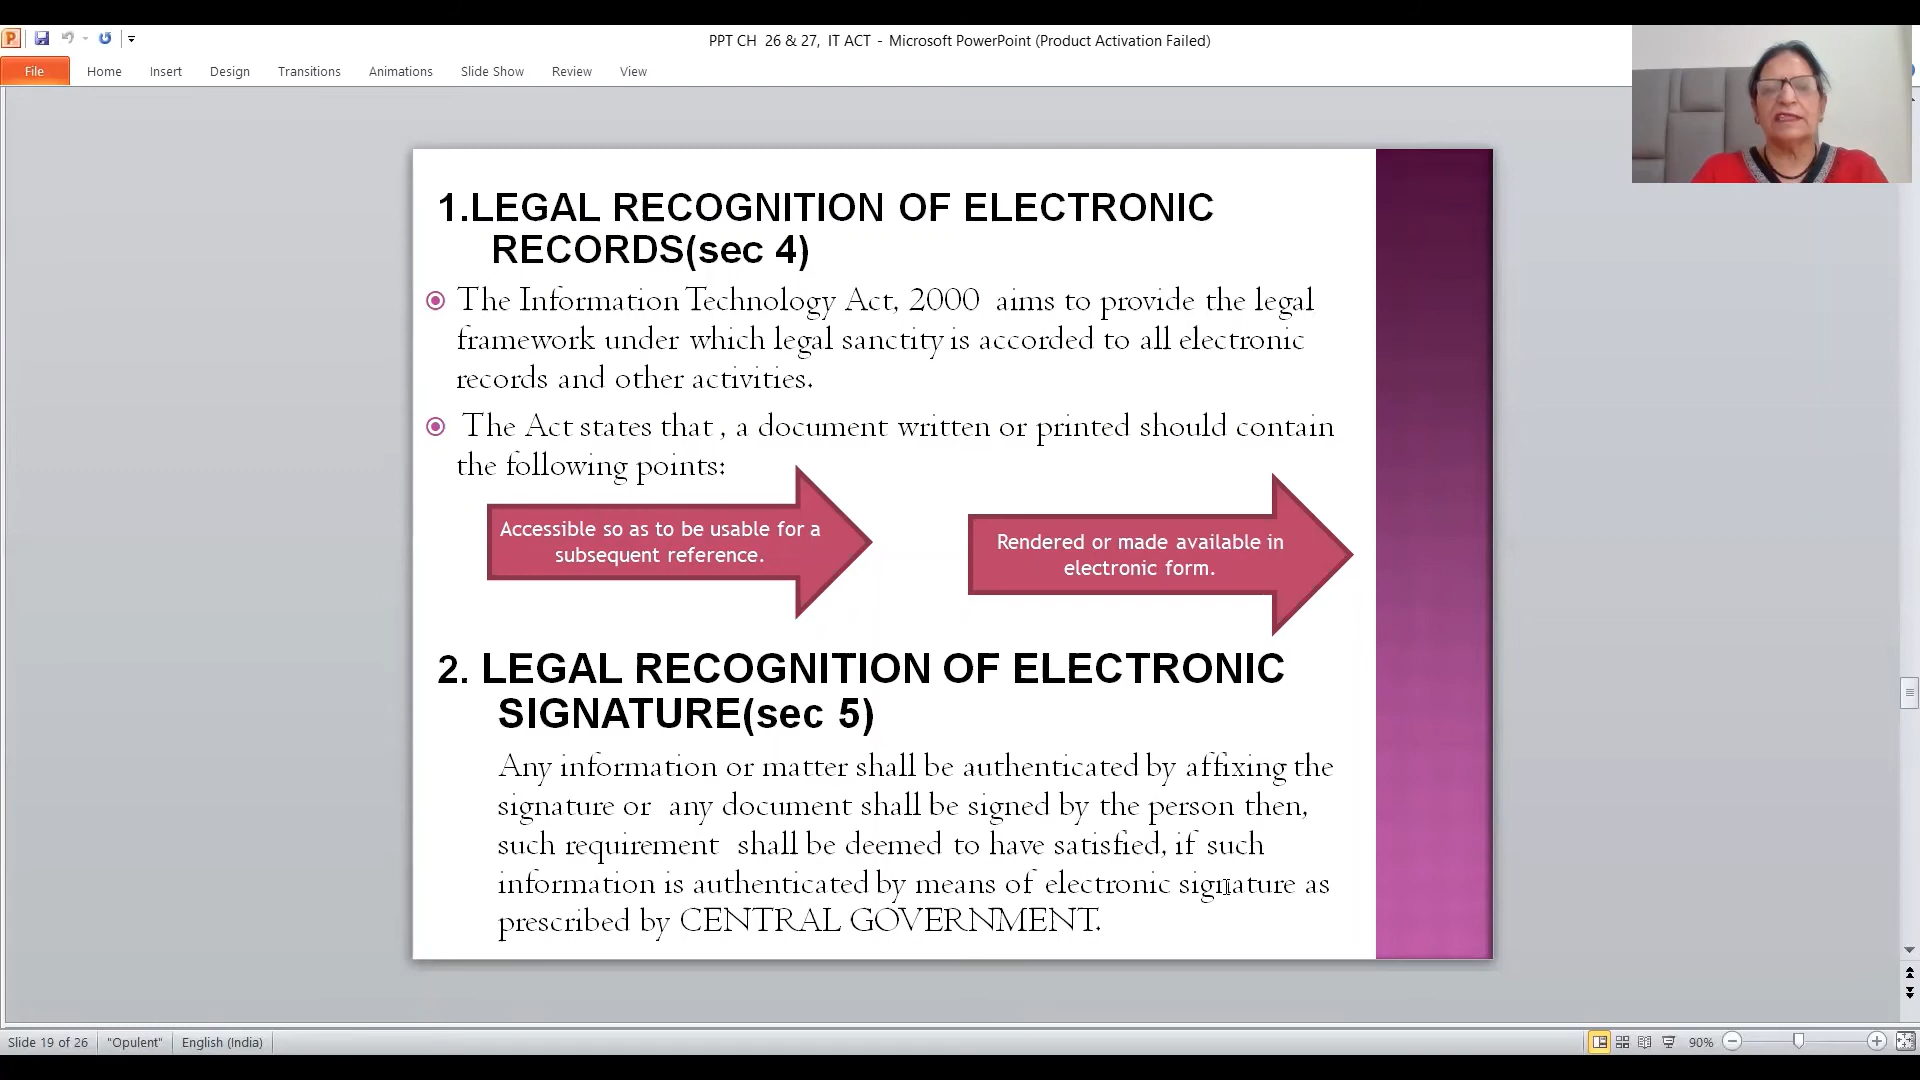 PPT CH 26 & 27, IT ACT - Microsoft PowerPoint (Product Activation Failed)
File Home Insert Design Transitions Animations Slide Show Review View
1.LEGAL RECOGNITION OF ELECTRONIC
RECORDS(sec 4)
The Information Technology Act, 2000 aims to provide the legal
framework under which legal sanctity is accorded to all electronic
records and other activities.
The Act states that , a document written or printed should contain
the following points:
Accessible so as to be usable for a
subsequent reference.
Rendered or made available in
electronic form.
2. LEGAL RECOGNITION OF ELECTRONIC
SIGNATURE(sec 5)
Any information or matter shall be authenticated by affixing the
signature or any document shall be signed by the person then,
such requirement shall be deemed to have satisfied, if such
information is authenticated by means of electronic signature as
prescribed by CENTRAL GOVERNMENT.
Slide 19 of 26 "Opulent" English (India) 90%